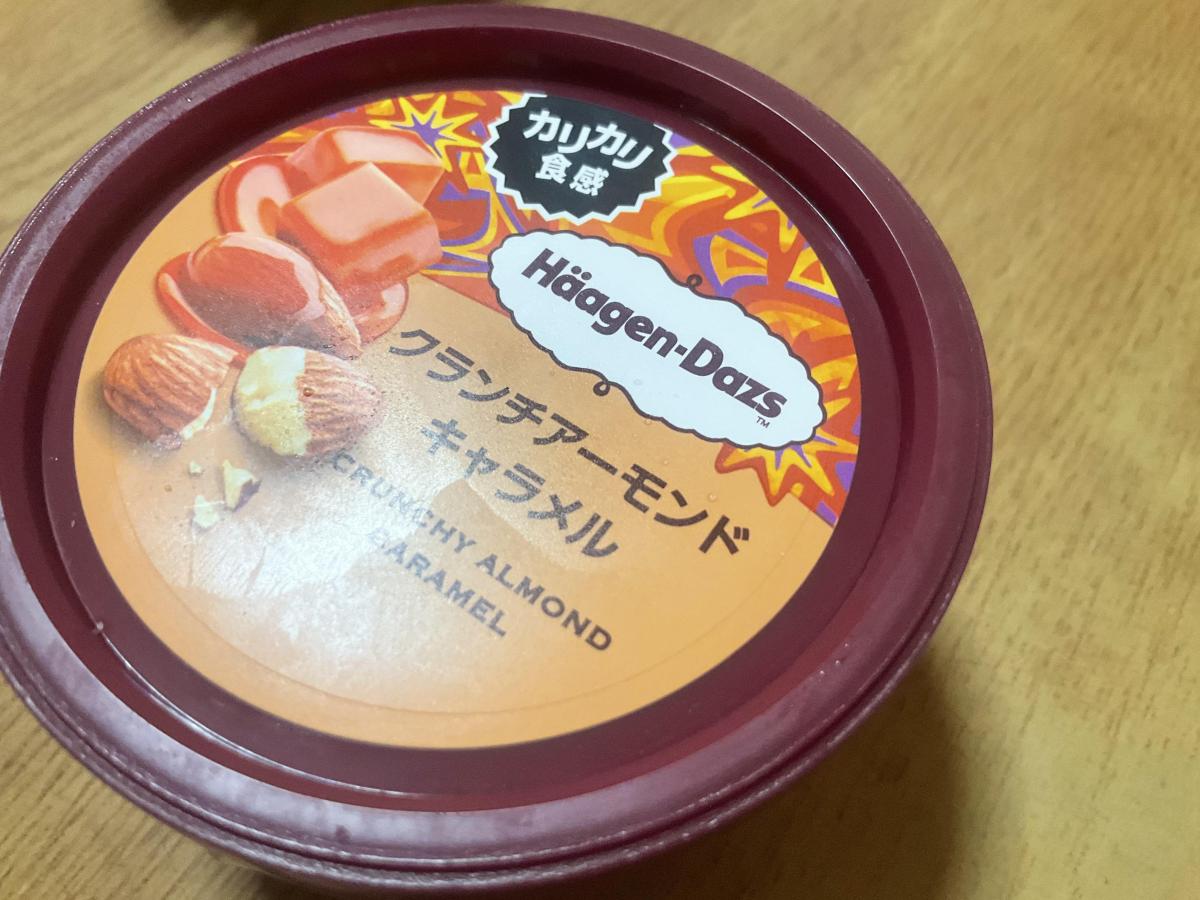 カリカリ
食感
Häagen-Dazs
TM
クランチアーモンド
キャラメル
CRUNCHY ALMOND
CARAMEL